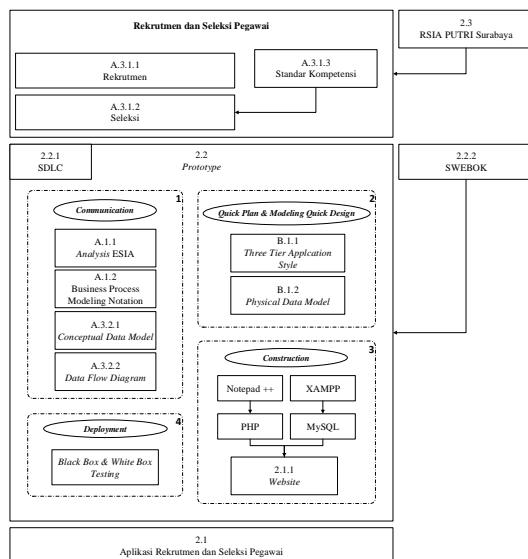 Rekrutmen dan Seleksi Pegawai
A.3.1.1
Rekrutmen
A.3.1.3
Standar Kompetensi
A.3.1.2
Seleksi
2.3
RSIA PUTRI Surabaya
2.2.1
SDLC
2.2
Prototype
2.2.2
SWEBOK
1
Communication
A.1.1
Analysis ESIA
A.1.2
Business Process
Modeling Notation
A.3.2.1
Conceptual Data Model
A.3.2.2
Data Flow Diagram
2
Quick Plan & Modeling Quick Design
B.1.1
Three Tier Applcation
Style
B.1.2
Physical Data Model
3
Construction
Notepad ++
XAMPP
PHP
MySQL
2.1.1
Website
4
Deployment
Black Box & White Box
Testing
2.1
Aplikasi Rekrutmen dan Seleksi Pegawai